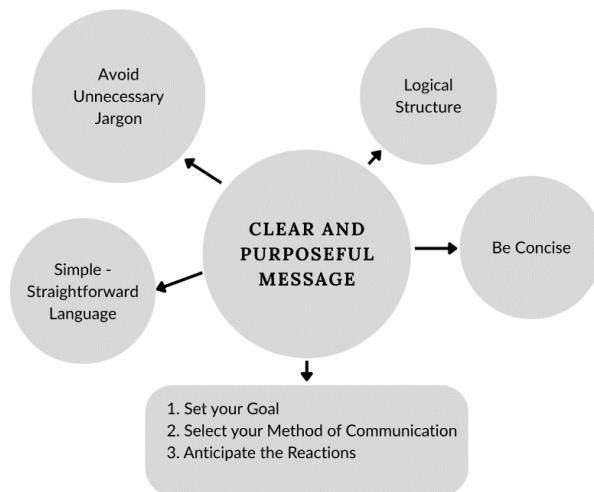 Avoid
Unnecessary
Jargon
Logical
Structure
CLEAR AND
PURPOSEFUL
MESSAGE
Be Concise
Simple -
Straightforward
Language
1. Set your Goal
2. Select your Method of Communication
3. Anticipate the Reactions